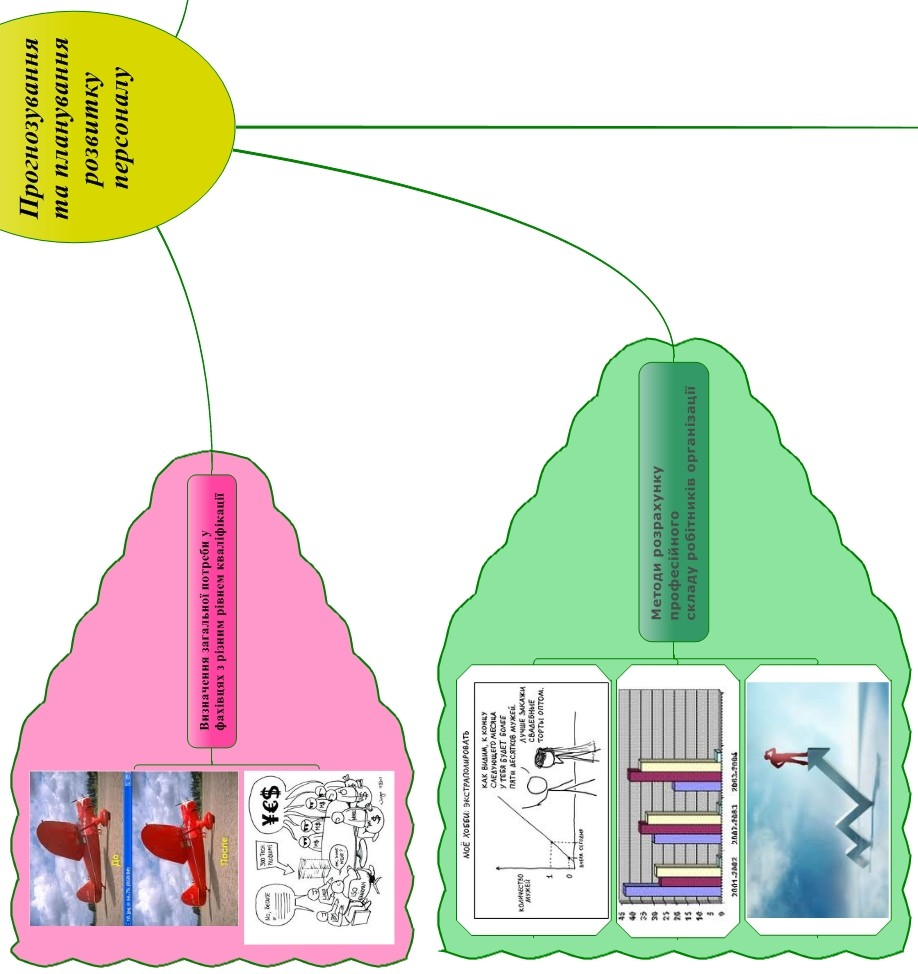 Прогнозування
та планування
розвитку
персоналу
Визначення загальної потреби у
фахівцях з різним рівнем кваліфікації
До
После
¥€$
Методи розрахунку
професійного
складу робітників організації
МОЁ ХОББИ: ЭКСТРАПОЛИРОВАТЬ
КАК ВИДИМ, К КОНЦУ
СЛЕДУЮЩЕГО МЕСЯЦА
У ТЕБЯ БУДЕТ БОЛЕЕ
ПЯТИ ДЕСЯТКОВ МУЖЕЙ.
ЛУЧШЕ ЗАКАЖИ
СВАДЕБНЫЕ
ТОРТЫ ОПТОМ.
КОЛИЧЕСТВО
МУЖЕЙ
1
0
ВЧЕРА СЕГОДНЯ
45
40
35
30
25
20
15
10
5
0
2001-2002
2002-2003
2003-2004